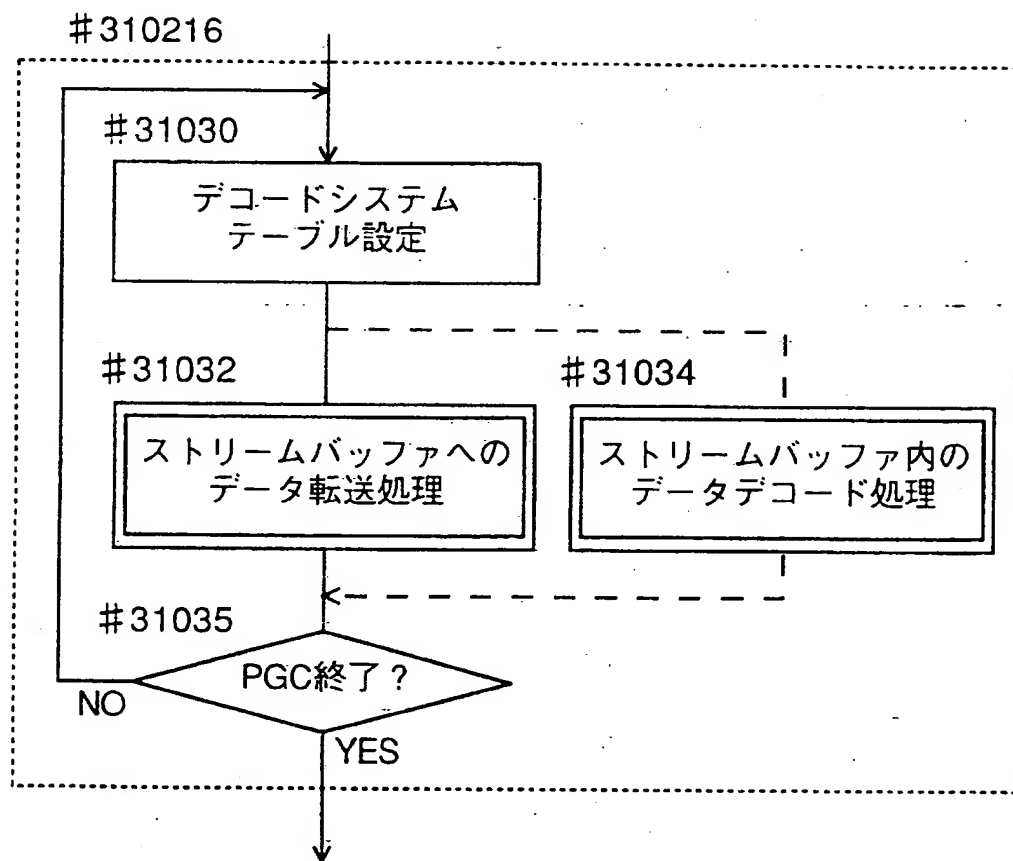 #310216
#31030
デコードシステム
テーブル設定
#31032
ストリームバッファへの
データ転送処理
#31034
ストリームバッファ内の
データデコード処理
#31035
PGC終了？
NO
YES